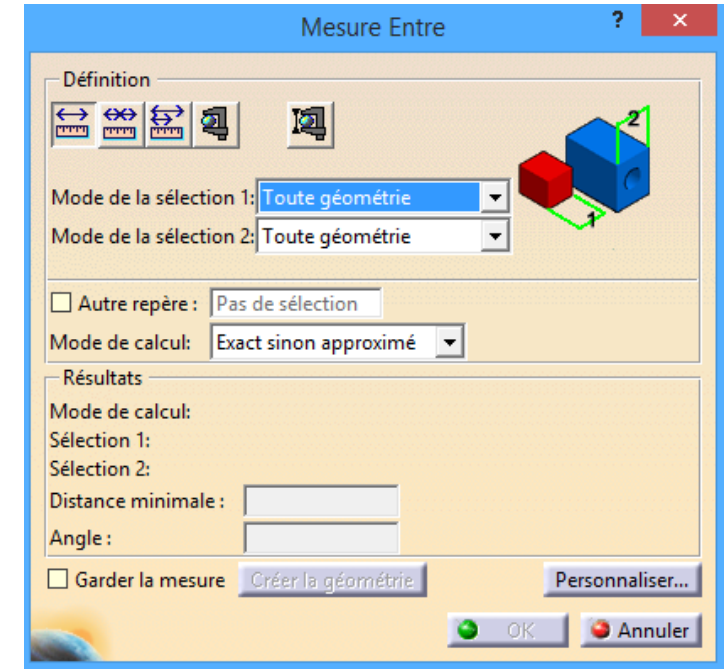 Mesure Entre ? ×
Définition
Mode de la sélection 1: Toute géométrie
Mode de la sélection 2: Toute géométrie
2
1
Autre repère : Pas de sélection
Mode de calcul: Exact sinon approximé
Résultats
Mode de calcul:
Sélection 1:
Sélection 2:
Distance minimale :
Angle :
Garder la mesure Créer la géométrie Personnaliser...
OK Annuler